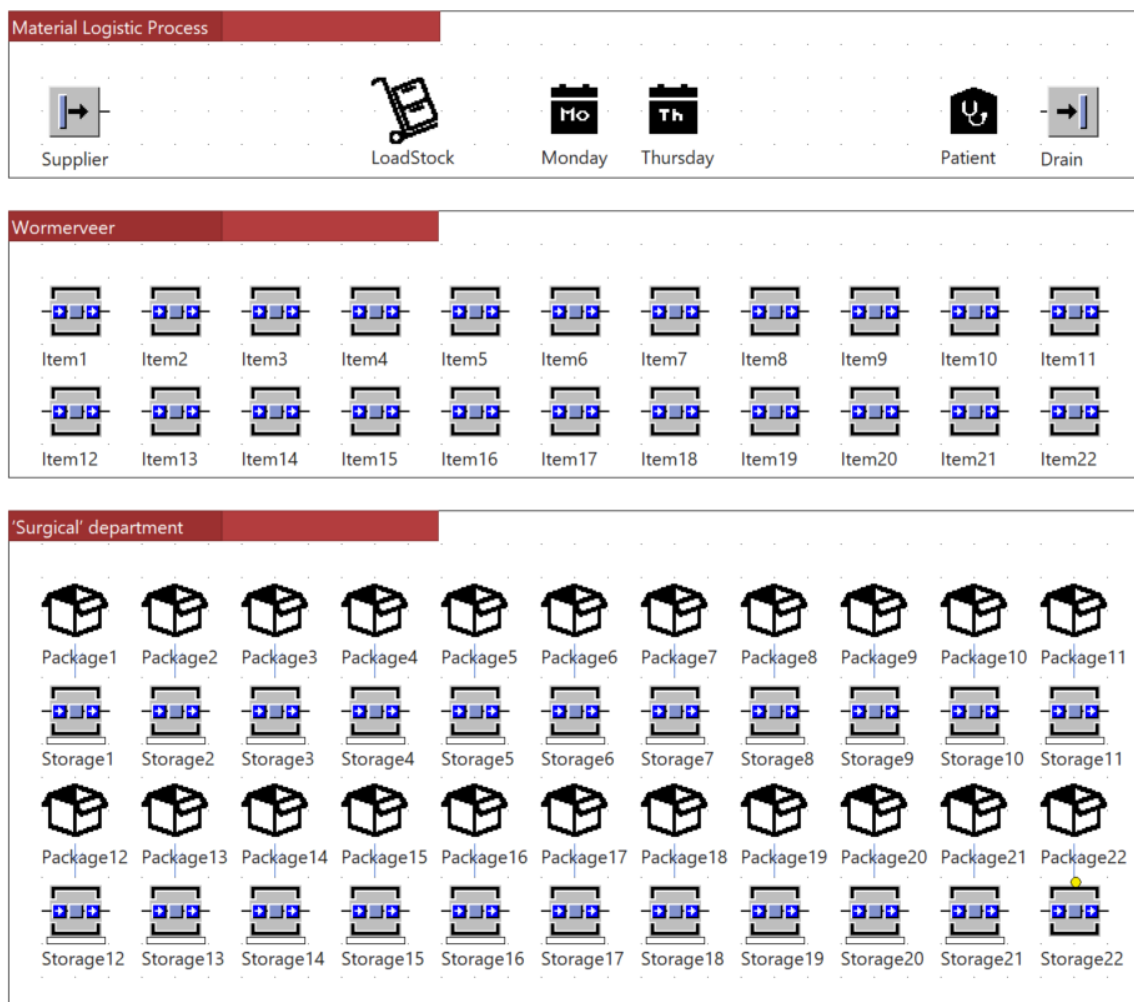 Material Logistic Process
Mo Th
Supplier LoadStock Monday Thursday Patient Drain
Wormerveer
Item1 Item2 Item3 Item4 Item5 Item6 Item7 Item8 Item9 Item10 Item11
Item12 Item13 Item14 Item15 Item16 Item17 Item18 Item19 Item20 Item21 Item22
'Surgical' department
Package1 Package2 Package3 Package4 Package5 Package6 Package7 Package8 Package9 Package10 Package11
Storage1 Storage2 Storage3 Storage4 Storage5 Storage6 Storage7 Storage8 Storage9 Storage10 Storage11
Package12 Package13 Package14 Package15 Package16 Package17 Package18 Package19 Package20 Package21 Package22
Storage12 Storage13 Storage14 Storage15 Storage16 Storage17 Storage18 Storage19 Storage20 Storage21 Storage22